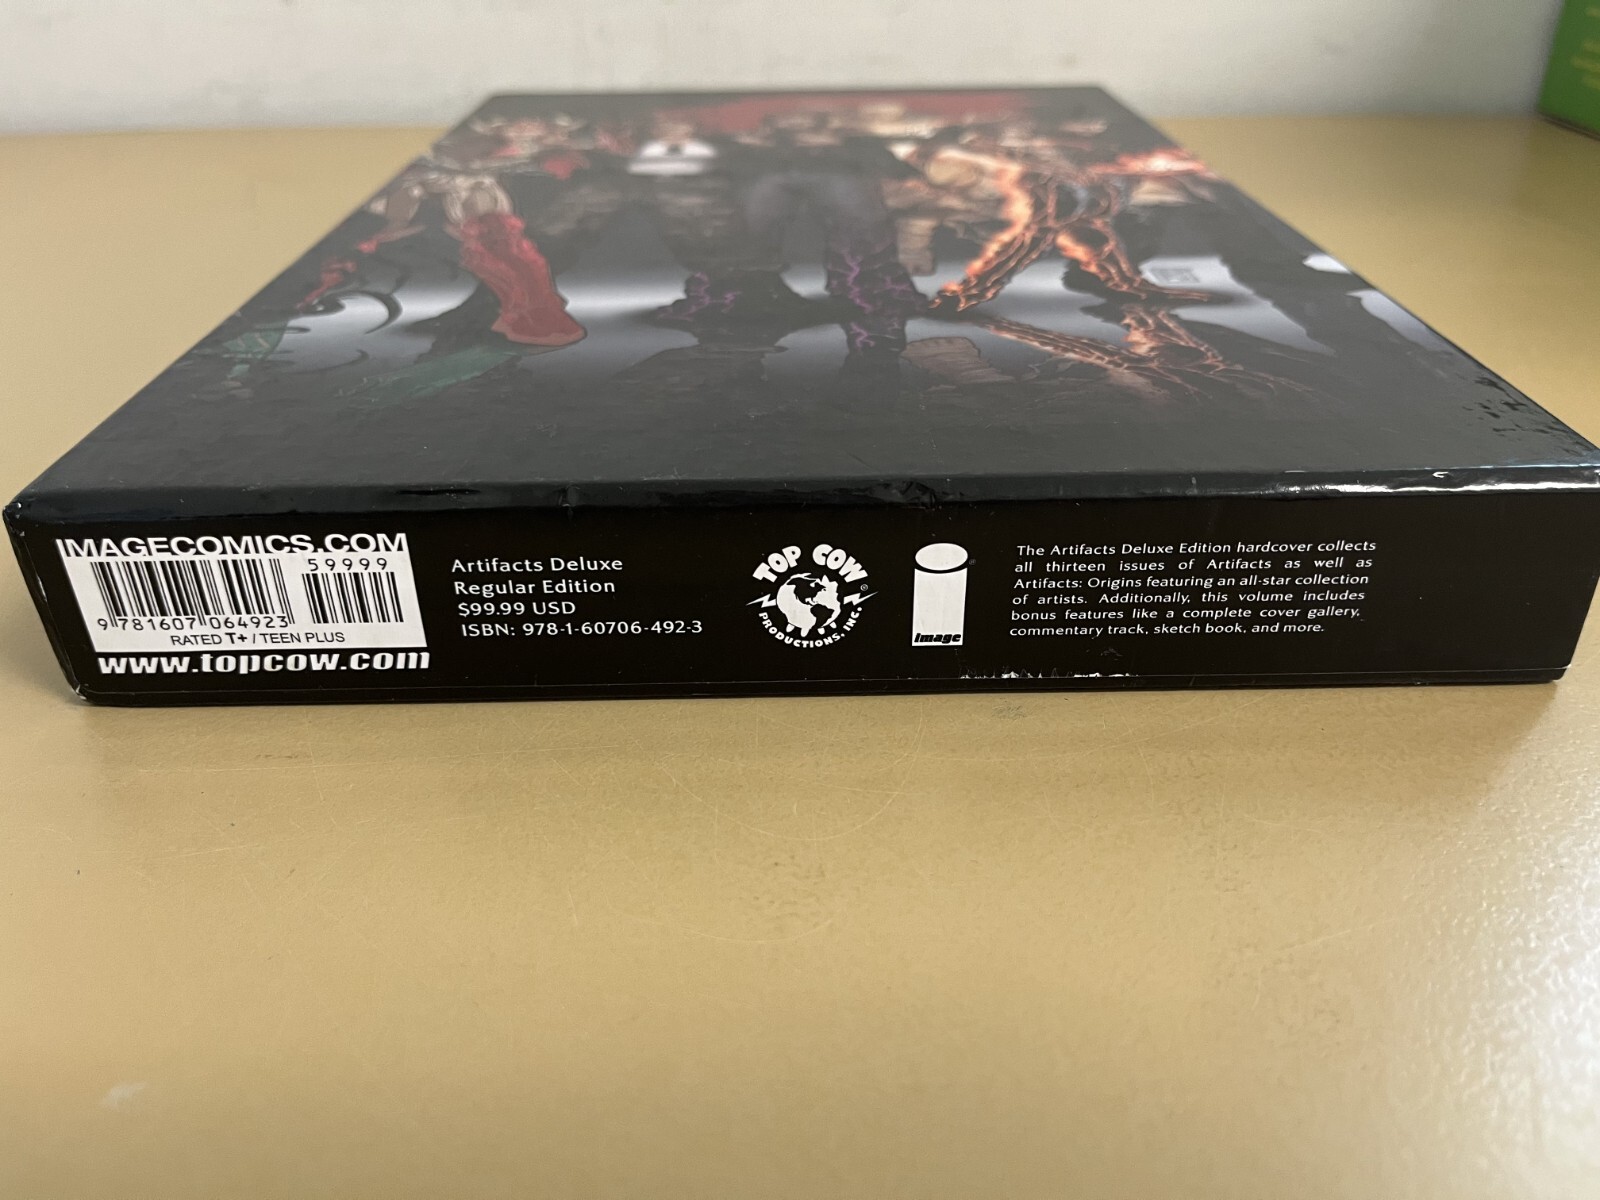 IMAGECOMICS.COM
59999
9 781607 064923
RATED T+ / TEEN PLUS
www.topcow.com
Artifacts Deluxe
Regular Edition
$99.99 USD
ISBN: 978-1-60706-492-3
TOP COW
PRODUCTIONS, INC.
®
image
®
The Artifacts Deluxe Edition hardcover collects
all thirteen issues of Artifacts as well as
Artifacts: Origins featuring an all-star collection
of artists. Additionally, this volume includes
bonus features like a complete cover gallery,
commentary track, sketch book, and more.